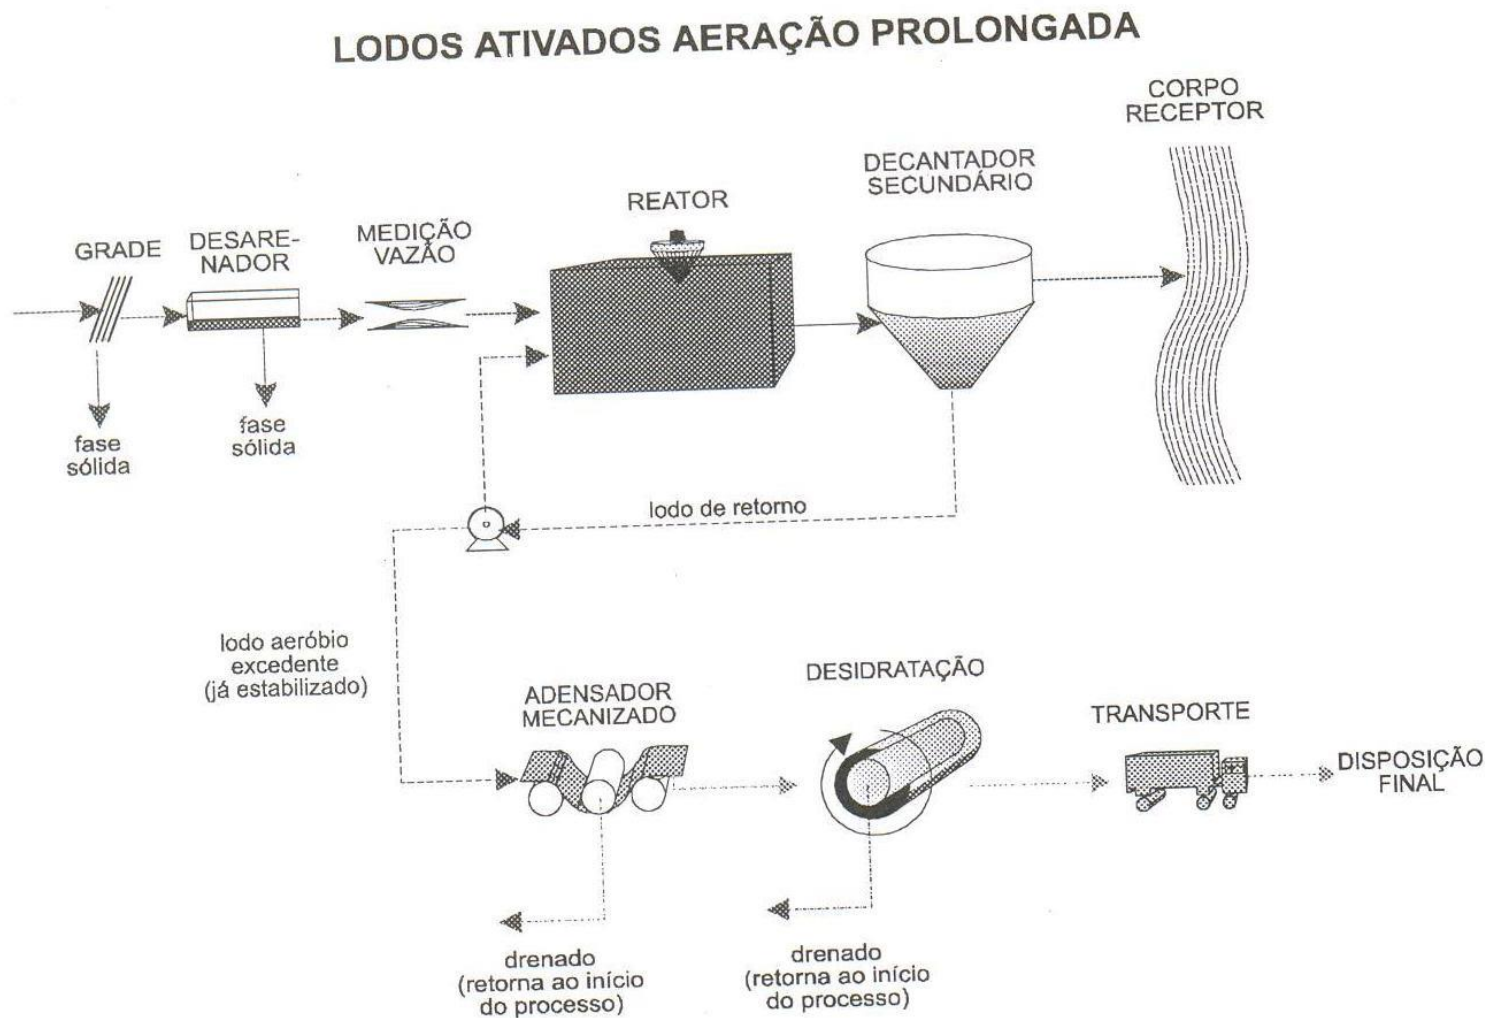 LODOS ATIVADOS AERAÇÃO PROLONGADA
CORPO
RECEPTOR
DECANTADOR
SECUNDÁRIO
REATOR
MEDIÇÃO
VAZÃO
DESARE-
NADOR
GRADE
fase
sólida
fase
sólida
lodo de retorno
lodo aeróbio
excedente
(já estabilizado)
ADENSADOR
MECANIZADO
DESIDRATAÇÃO
TRANSPORTE
DISPOSIÇÃO
FINAL
drenado
(retorna ao início
do processo)
drenado
(retorna ao início
do processo)